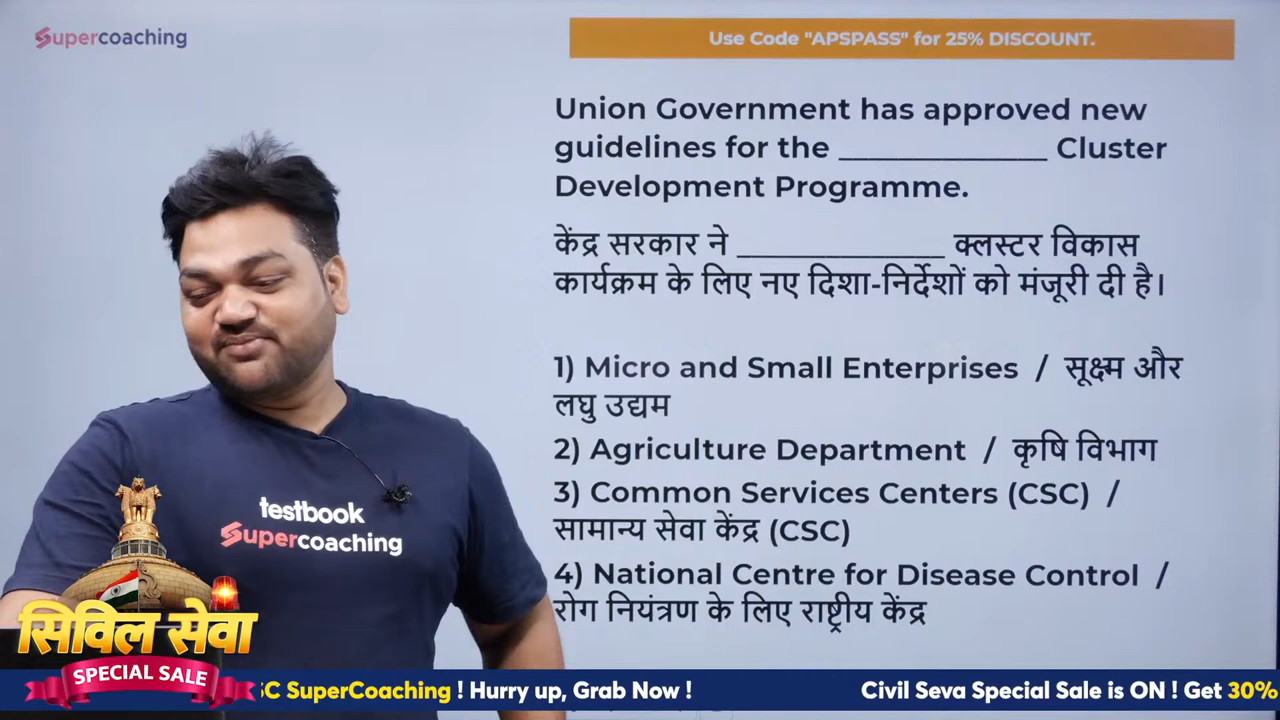 Supercoaching
Use Code "APSPASS" for 25% DISCOUNT.
Union Government has approved new
guidelines for the ______________ Cluster
Development Programme.
केंद्र सरकार ने ______________ क्लस्टर विकास
कार्यक्रम के लिए नए दिशा-निर्देशों को मंजूरी दी है।
1) Micro and Small Enterprises / सूक्ष्म और
लघु उद्यम
2) Agriculture Department / कृषि विभाग
3) Common Services Centers (CSC) /
सामान्य सेवा केंद्र (CSC)
4) National Centre for Disease Control /
रोग नियंत्रण के लिए राष्ट्रीय केंद्र
testbook
Supercoaching
सिविल सेवा
SPECIAL SALE
SC SuperCoaching ! Hurry up, Grab Now !
Civil Seva Special Sale is ON ! Get 30%